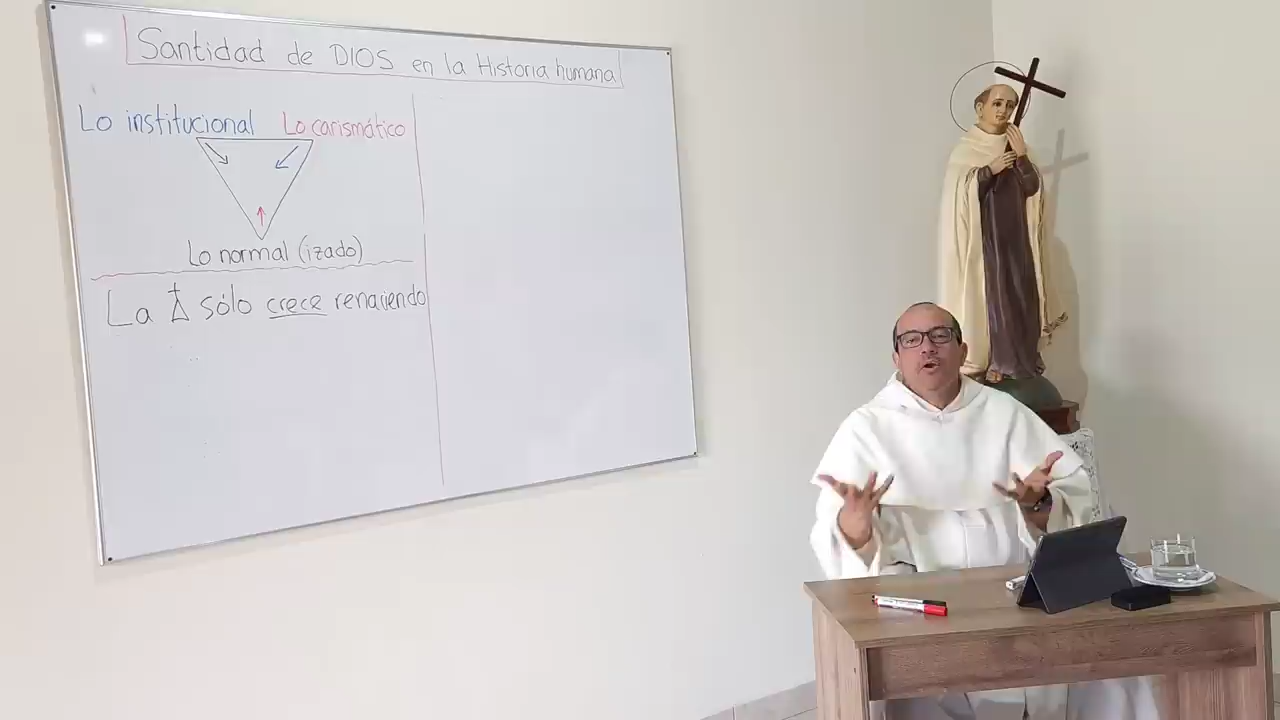 Santidad de DIOS en la Historia humana
Lo institucional Lo carismático
Lo normal (izado)
La sólo crece renaciendo